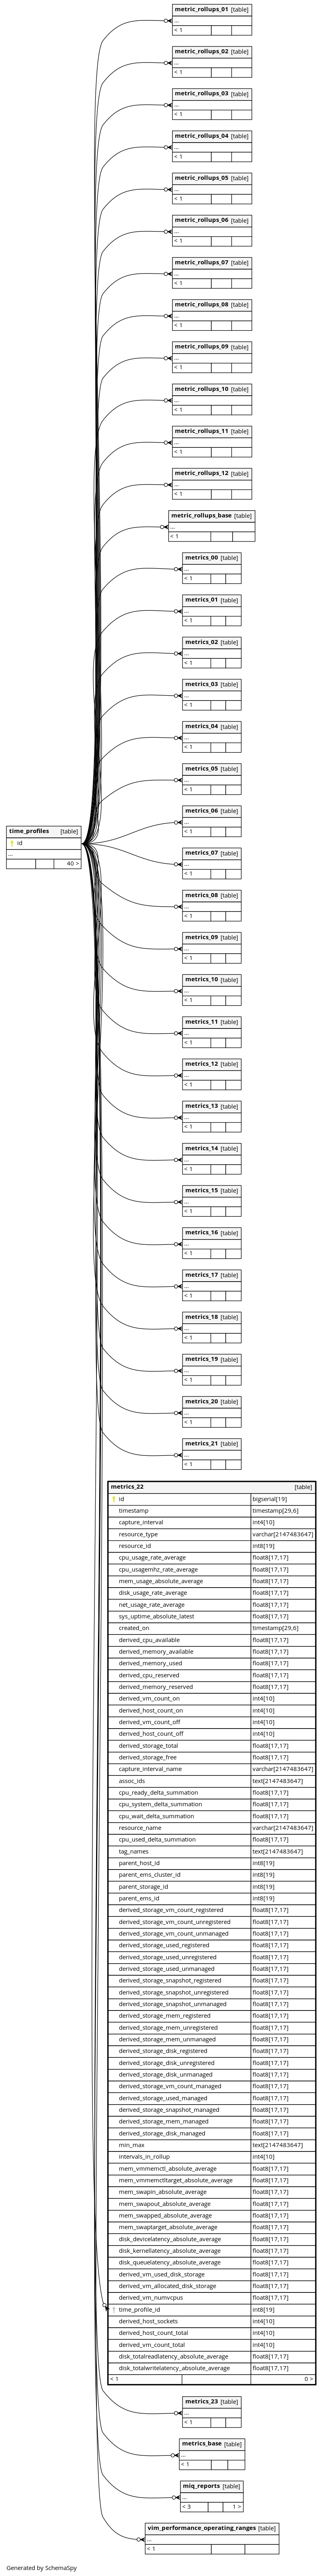 metric_rollups_01 [table]
...
< 1
metric_rollups_02 [table]
...
< 1
metric_rollups_03 [table]
...
< 1
metric_rollups_04 [table]
...
< 1
metric_rollups_05 [table]
...
< 1
metric_rollups_06 [table]
...
< 1
metric_rollups_07 [table]
...
< 1
metric_rollups_08 [table]
...
< 1
metric_rollups_09 [table]
...
< 1
metric_rollups_10 [table]
...
< 1
metric_rollups_11 [table]
...
< 1
metric_rollups_12 [table]
...
< 1
metric_rollups_base [table]
...
< 1
metrics_00 [table]
...
< 1
metrics_01 [table]
...
< 1
metrics_02 [table]
...
< 1
metrics_03 [table]
...
< 1
metrics_04 [table]
...
< 1
metrics_05 [table]
...
< 1
metrics_06 [table]
...
< 1
time_profiles [table]
id
...
40 >
metrics_07 [table]
...
< 1
metrics_08 [table]
...
< 1
metrics_09 [table]
...
< 1
metrics_10 [table]
...
< 1
metrics_11 [table]
...
< 1
metrics_12 [table]
...
< 1
metrics_13 [table]
...
< 1
metrics_14 [table]
...
< 1
metrics_15 [table]
...
< 1
metrics_16 [table]
...
< 1
metrics_17 [table]
...
< 1
metrics_18 [table]
...
< 1
metrics_19 [table]
...
< 1
metrics_20 [table]
...
< 1
metrics_21 [table]
...
< 1
metrics_22 [table]
id bigserial[19]
timestamp timestamp[29,6]
capture_interval int4[10]
resource_type varchar[2147483647]
resource_id int8[19]
cpu_usage_rate_average float8[17,17]
cpu_usagemhz_rate_average float8[17,17]
mem_usage_absolute_average float8[17,17]
disk_usage_rate_average float8[17,17]
net_usage_rate_average float8[17,17]
sys_uptime_absolute_latest float8[17,17]
created_on timestamp[29,6]
derived_cpu_available float8[17,17]
derived_memory_available float8[17,17]
derived_memory_used float8[17,17]
derived_cpu_reserved float8[17,17]
derived_memory_reserved float8[17,17]
derived_vm_count_on int4[10]
derived_host_count_on int4[10]
derived_vm_count_off int4[10]
derived_host_count_off int4[10]
derived_storage_total float8[17,17]
derived_storage_free float8[17,17]
capture_interval_name varchar[2147483647]
assoc_ids text[2147483647]
cpu_ready_delta_summation float8[17,17]
cpu_system_delta_summation float8[17,17]
cpu_wait_delta_summation float8[17,17]
resource_name varchar[2147483647]
cpu_used_delta_summation float8[17,17]
tag_names text[2147483647]
parent_host_id int8[19]
parent_ems_cluster_id int8[19]
parent_storage_id int8[19]
parent_ems_id int8[19]
derived_storage_vm_count_registered float8[17,17]
derived_storage_vm_count_unregistered float8[17,17]
derived_storage_vm_count_unmanaged float8[17,17]
derived_storage_used_registered float8[17,17]
derived_storage_used_unregistered float8[17,17]
derived_storage_used_unmanaged float8[17,17]
derived_storage_snapshot_registered float8[17,17]
derived_storage_snapshot_unregistered float8[17,17]
derived_storage_snapshot_unmanaged float8[17,17]
derived_storage_mem_registered float8[17,17]
derived_storage_mem_unregistered float8[17,17]
derived_storage_mem_unmanaged float8[17,17]
derived_storage_disk_registered float8[17,17]
derived_storage_disk_unregistered float8[17,17]
derived_storage_disk_unmanaged float8[17,17]
derived_storage_vm_count_managed float8[17,17]
derived_storage_used_managed float8[17,17]
derived_storage_snapshot_managed float8[17,17]
derived_storage_mem_managed float8[17,17]
derived_storage_disk_managed float8[17,17]
min_max text[2147483647]
intervals_in_rollup int4[10]
mem_vmmemctl_absolute_average float8[17,17]
mem_vmmemctltarget_absolute_average float8[17,17]
mem_swapin_absolute_average float8[17,17]
mem_swapout_absolute_average float8[17,17]
mem_swapped_absolute_average float8[17,17]
mem_swaptarget_absolute_average float8[17,17]
disk_devicelatency_absolute_average float8[17,17]
disk_kernellatency_absolute_average float8[17,17]
disk_queuelatency_absolute_average float8[17,17]
derived_vm_used_disk_storage float8[17,17]
derived_vm_allocated_disk_storage float8[17,17]
derived_vm_numvcpus float8[17,17]
time_profile_id int8[19]
derived_host_sockets int4[10]
derived_host_count_total int4[10]
derived_vm_count_total int4[10]
disk_totalreadlatency_absolute_average float8[17,17]
disk_totalwritelatency_absolute_average float8[17,17]
< 1 0 >
metrics_23 [table]
...
< 1
metrics_base [table]
...
< 1
miq_reports [table]
...
< 3 1 >
vim_performance_operating_ranges [table]
...
< 1
Generated by SchemaSpy